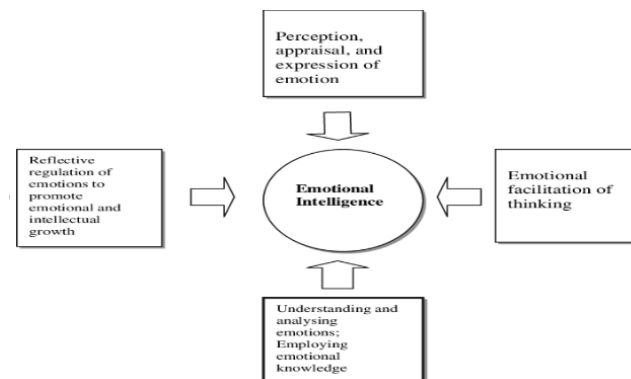 Perception,
appraisal, and
expression of
emotion
Reflective
regulation of
emotions to
promote
emotional and
intellectual
growth
Emotional
Intelligence
Emotional
facilitation of
thinking
Understanding and
analysing
emotions;
Employing
emotional
knowledge